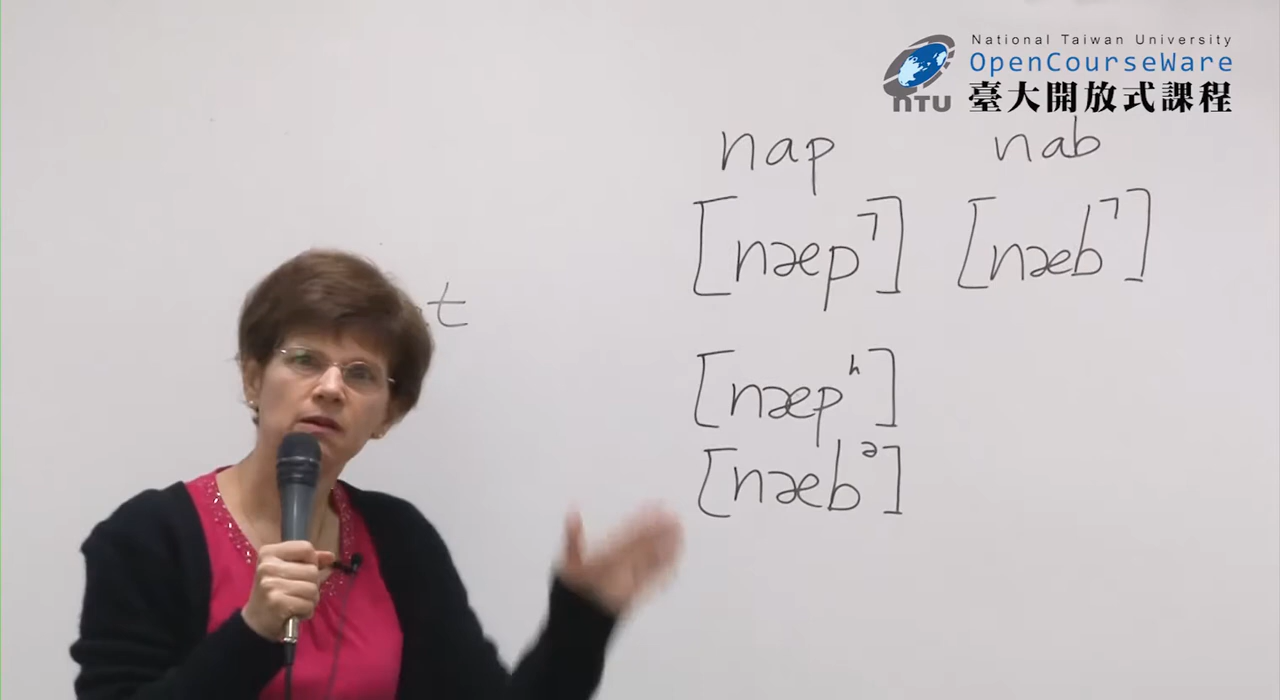 National Taiwan University
OpenCourseWare
NTU 臺大開放式課程
nap nab
[næp̚] [næb̚]
t
[næpʰ]
[næbᵊ]